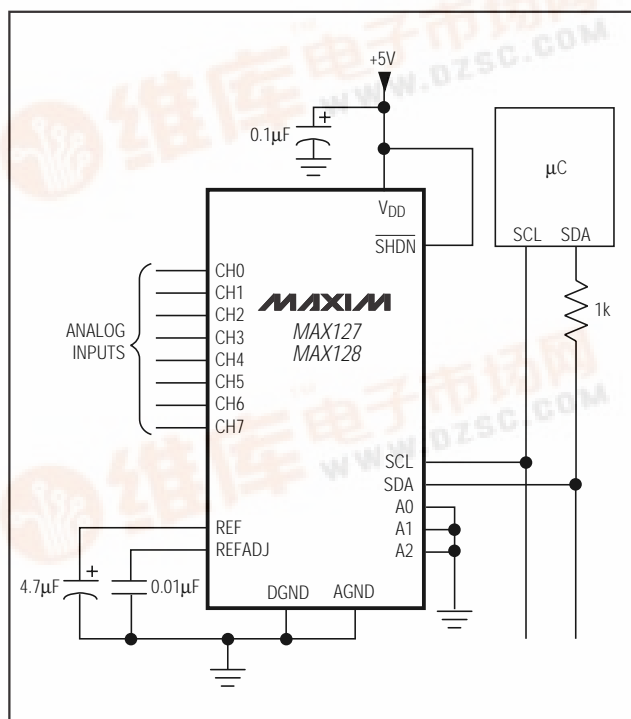 +5V
0.1μF
+
μC
VDD
SHDN
SCL SDA
1k
ANALOG
INPUTS
CH0
CH1
CH2
CH3
CH4
CH5
CH6
CH7
MAXIM
MAX127
MAX128
SCL
SDA
A0
A1
A2
REF
REFADJ
4.7μF
+
0.01μF
DGND AGND
维库电子市场网
WWW.DZSC.COM
维库电子市场网
WWW.DZSC.COM